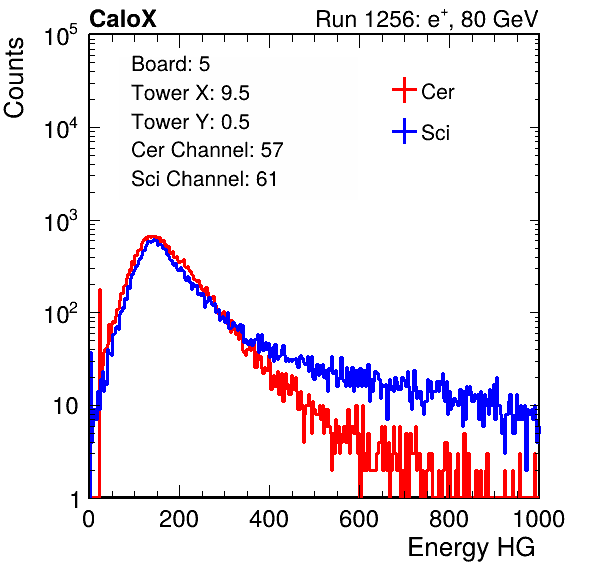 CaloX Run 1256: e⁺, 80 GeV
Board: 5
Tower X: 9.5
Tower Y: 0.5
Cer Channel: 57
Sci Channel: 61
Cer
Sci
Counts
10⁵
10⁴
10³
10²
10
1
0 200 400 600 800 1000
Energy HG